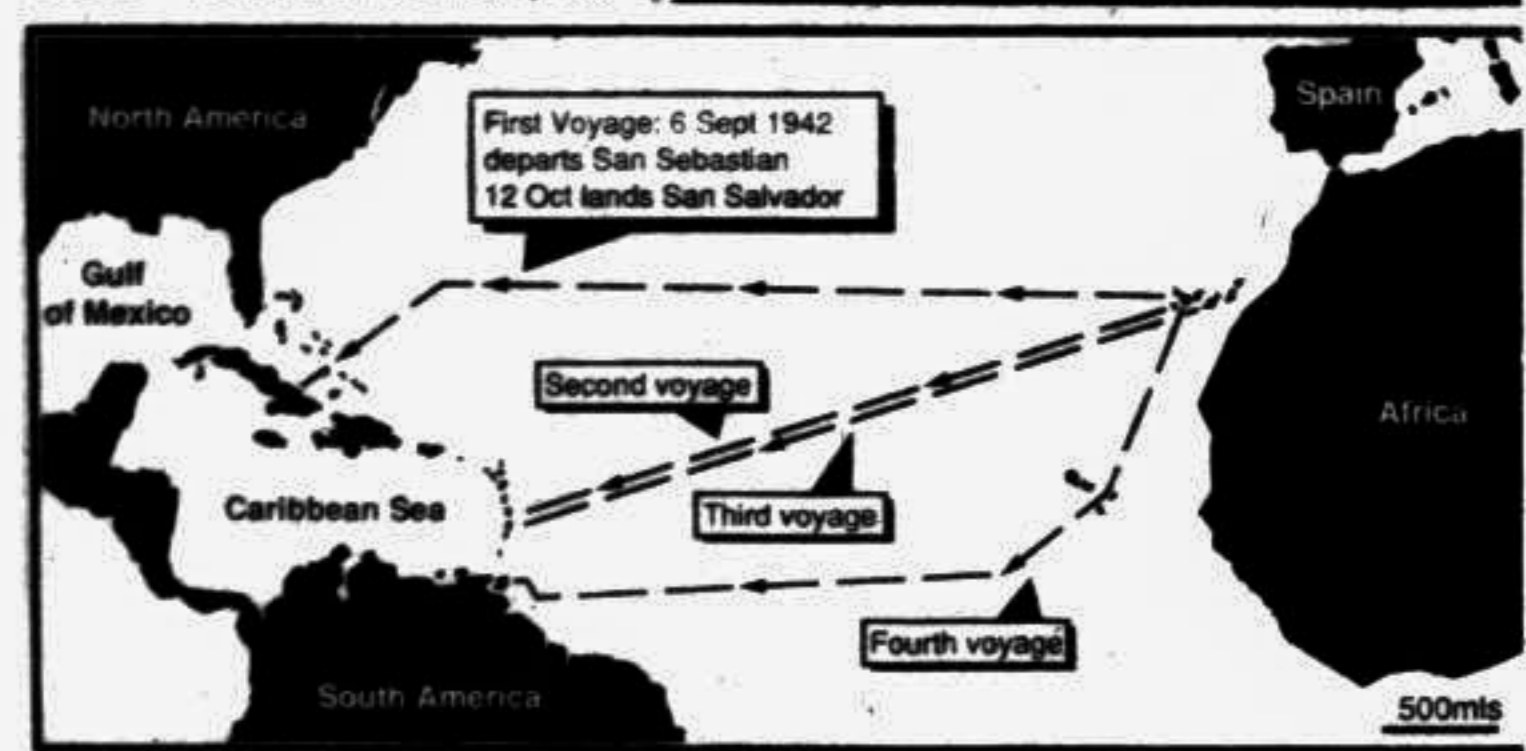 North America
Spain
First Voyage: 6 Sept 1942
departs San Sebastian
12 Oct lands San Salvador
Gulf
of Mexico
Second voyage
Africa
Caribbean Sea
Third voyage
Fourth voyage
South America
500mls